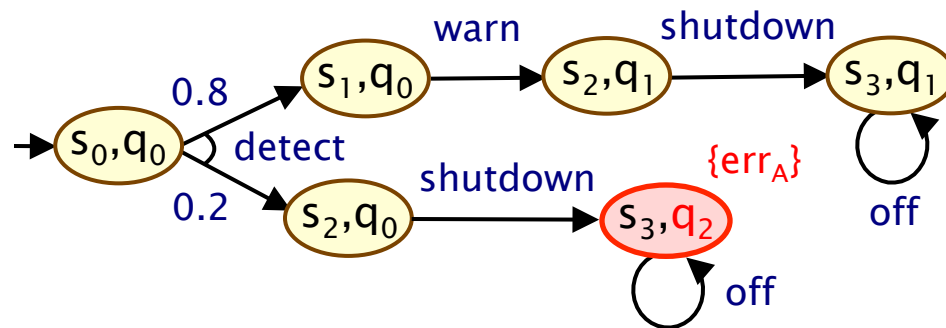 warn
shutdown
s₁,q₀
s₂,q₁
s₃,q₁
0.8
s₀,q₀
detect
{err_A}
shutdown
0.2
s₂,q₀
s₃,q₂
off
off